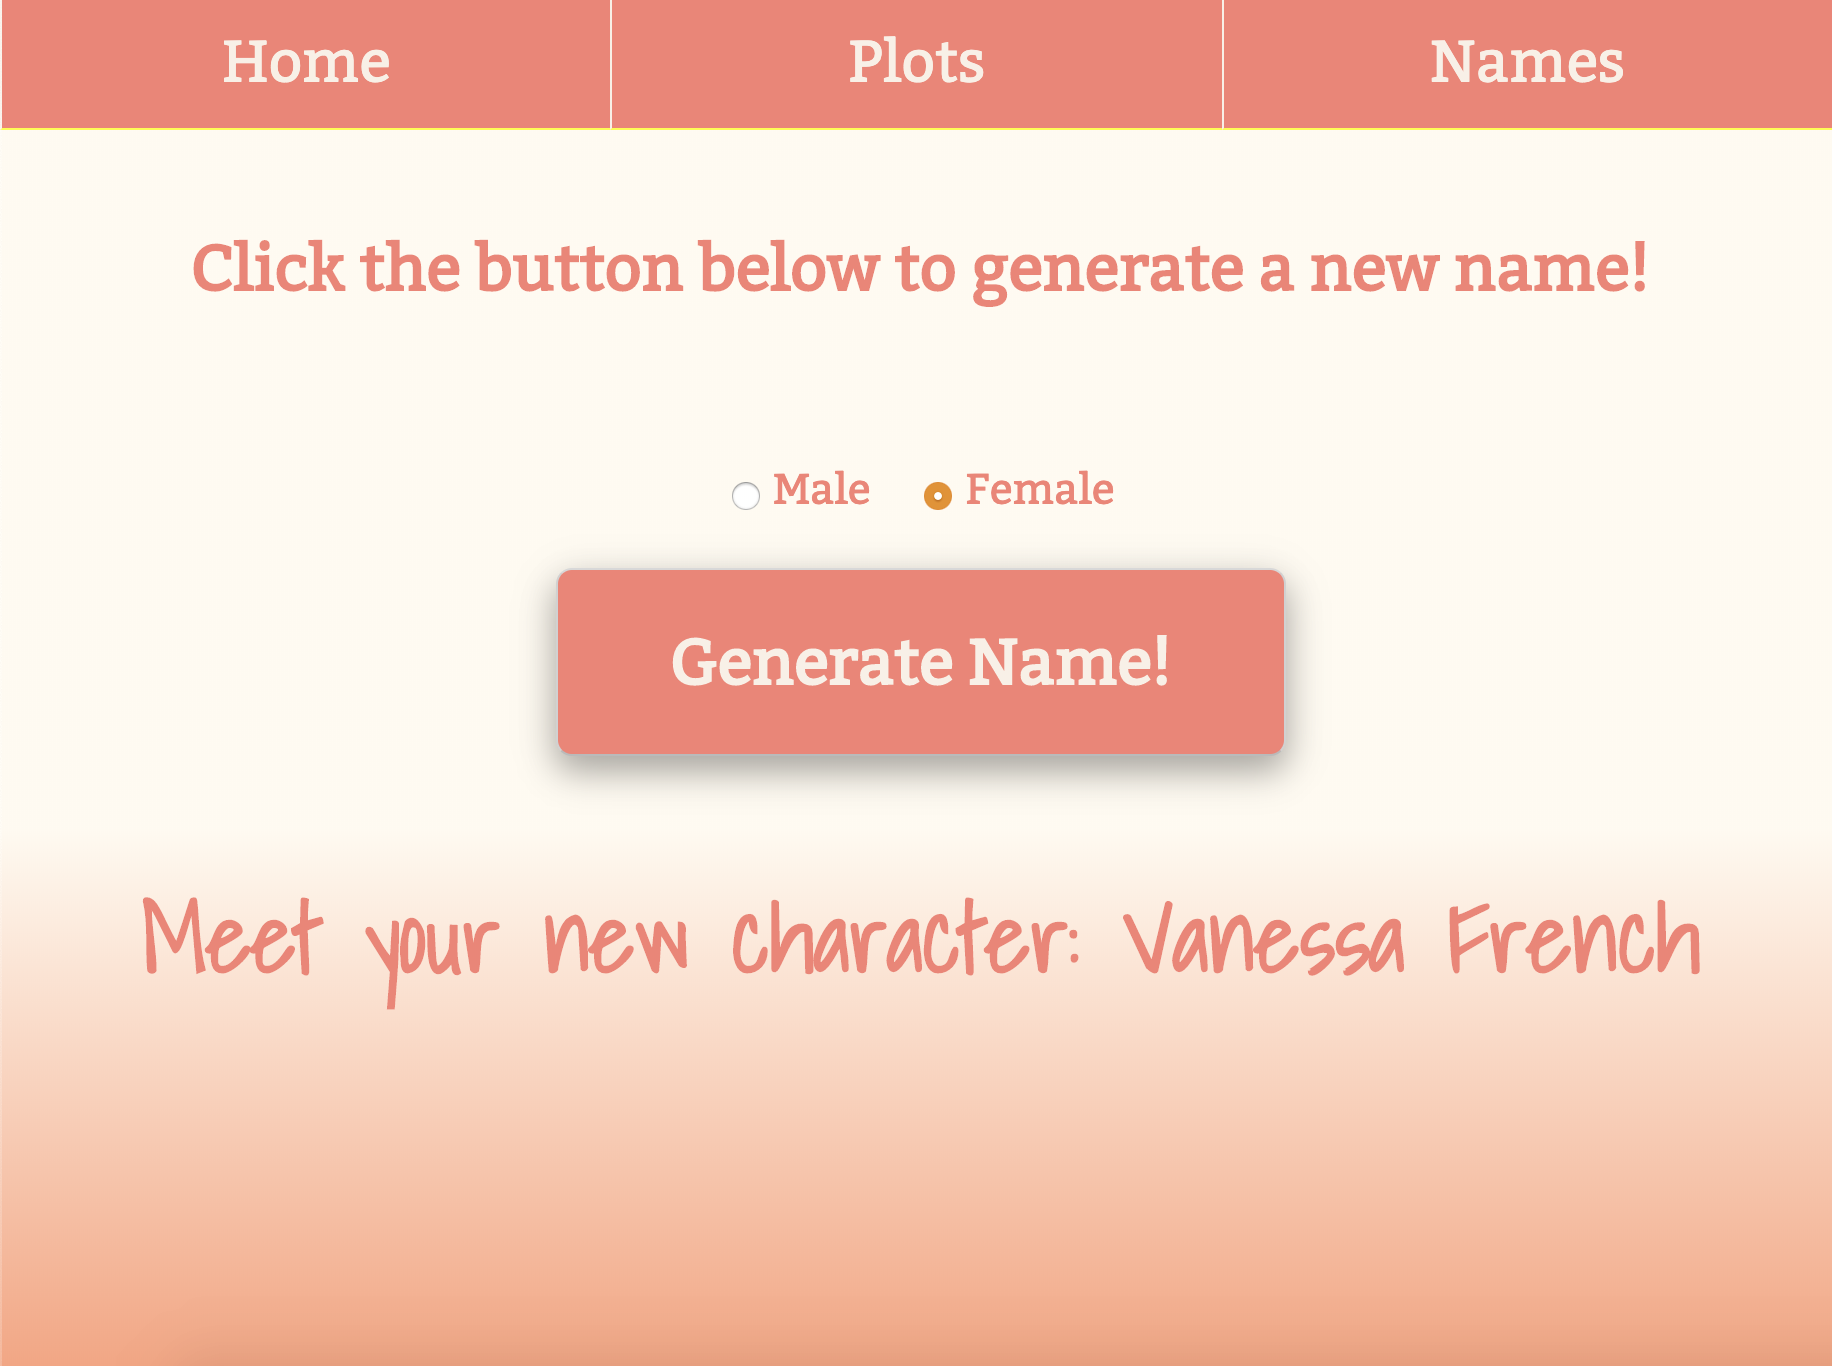 Home Plots Names
Click the button below to generate a new name!
Male Female
Generate Name!
Meet your new character: Vanessa French